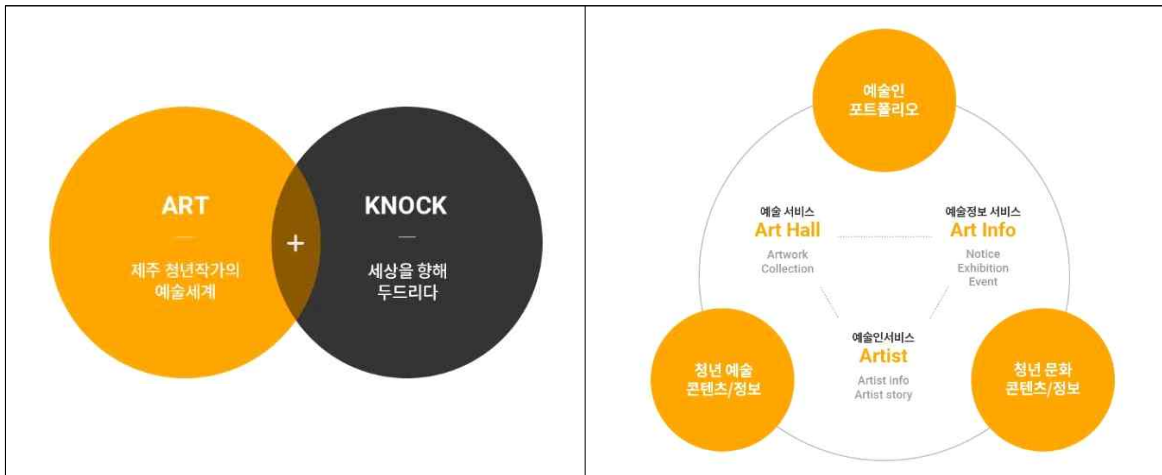 ART
제주 청년작가의
예술세계
+
KNOCK
세상을 향해
두드리다
예술인
포트폴리오
예술 서비스
Art Hall
Artwork
Collection
예술정보 서비스
Art Info
Notice
Exhibition
Event
예술인서비스
Artist
Artist info
Artist story
청년 예술
콘텐츠/정보
청년 문화
콘텐츠/정보